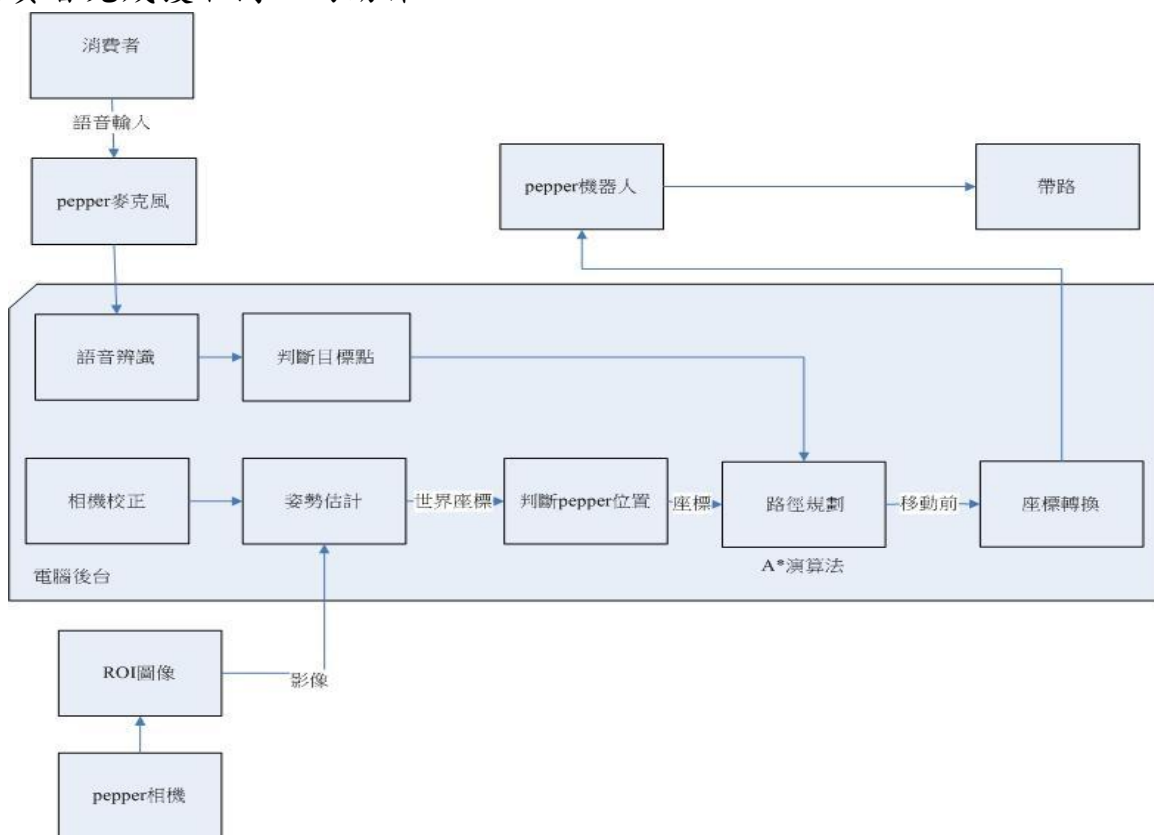 消費者
語音輸入
pepper麥克風
pepper機器人
帶路
語音辨識
判斷目標點
相機校正
姿勢估計
世界座標
判斷pepper位置
座標
路徑規劃
移動前
座標轉換
A*演算法
電腦後台
ROI圖像
影像
pepper相機